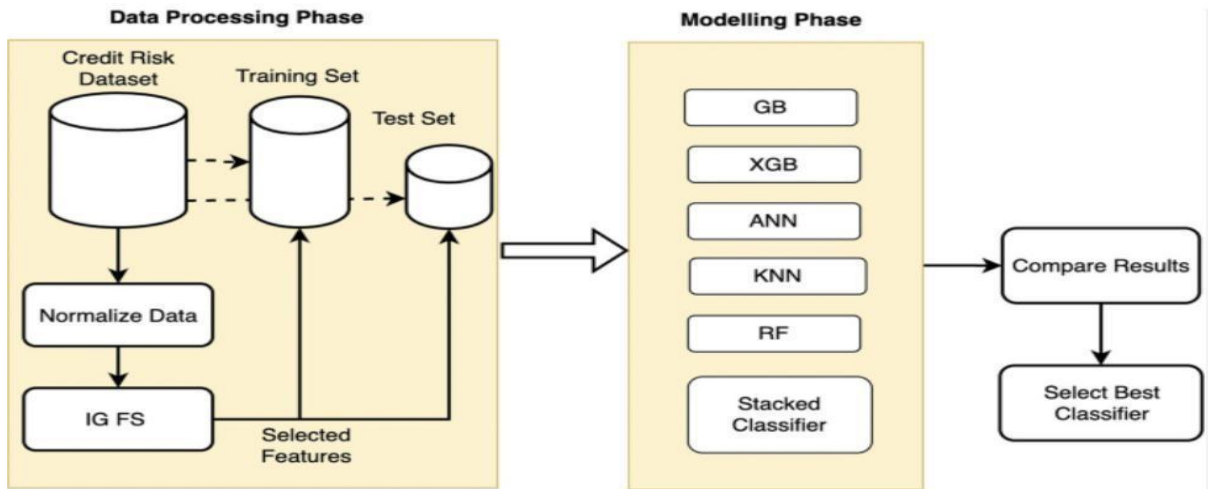 Data Processing Phase
Credit Risk
Dataset
Training Set
Test Set
Normalize Data
IG FS
Selected
Features
Modelling Phase
GB
XGB
ANN
KNN
RF
Stacked
Classifier
Compare Results
Select Best
Classifier